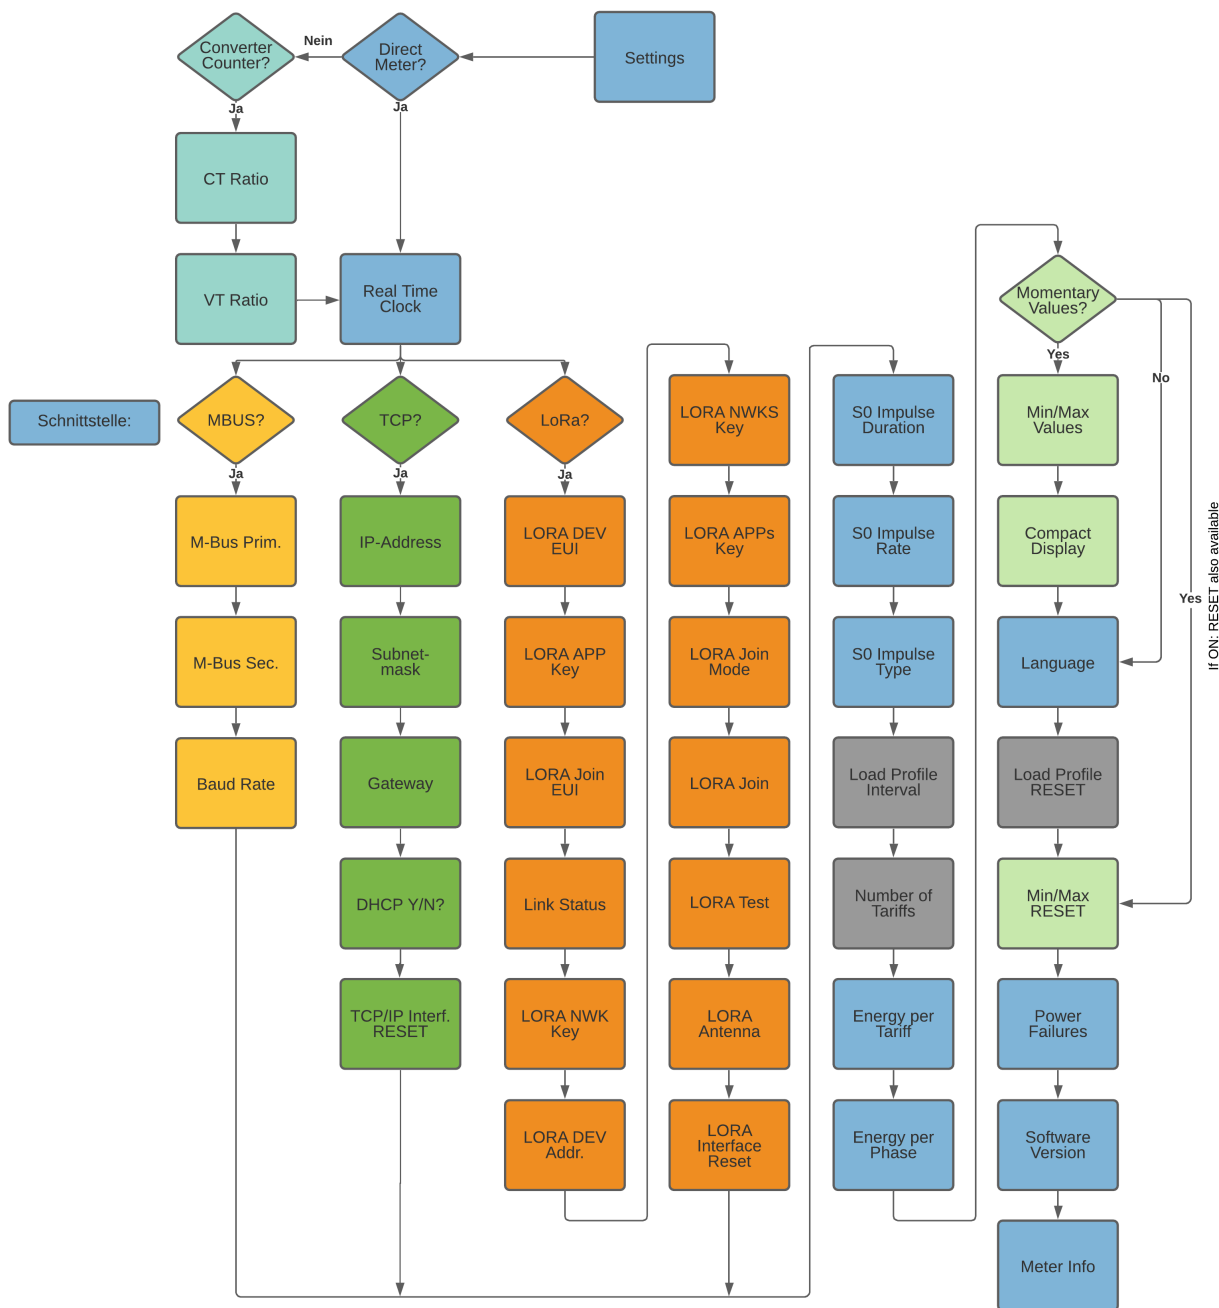 Converter
Counter?
Nein
Direct
Meter?
Settings
Ja
Ja
CT Ratio
VT Ratio
Real Time
Clock
Schnittstelle:
MBUS?
Ja
M-Bus Prim.
M-Bus Sec.
Baud Rate
TCP?
Ja
IP-Address
Subnet-
mask
Gateway
DHCP Y/N?
TCP/IP Interf.
RESET
LoRa?
Ja
LORA DEV
EUI
LORA APP
Key
LORA Join
EUI
Link Status
LORA NWK
Key
LORA DEV
Addr.
LORA NWKS
Key
LORA APPs
Key
LORA Join
Mode
LORA Join
LORA Test
LORA
Antenna
LORA
Interface
Reset
S0 Impulse
Duration
S0 Impulse
Rate
S0 Impulse
Type
Load Profile
Interval
Number of
Tariffs
Energy per
Tariff
Energy per
Phase
Momentary
Values?
Yes
No
Yes
If ON: RESET also available
Min/Max
Values
Compact
Display
Language
Load Profile
RESET
Min/Max
RESET
Power
Failures
Software
Version
Meter Info